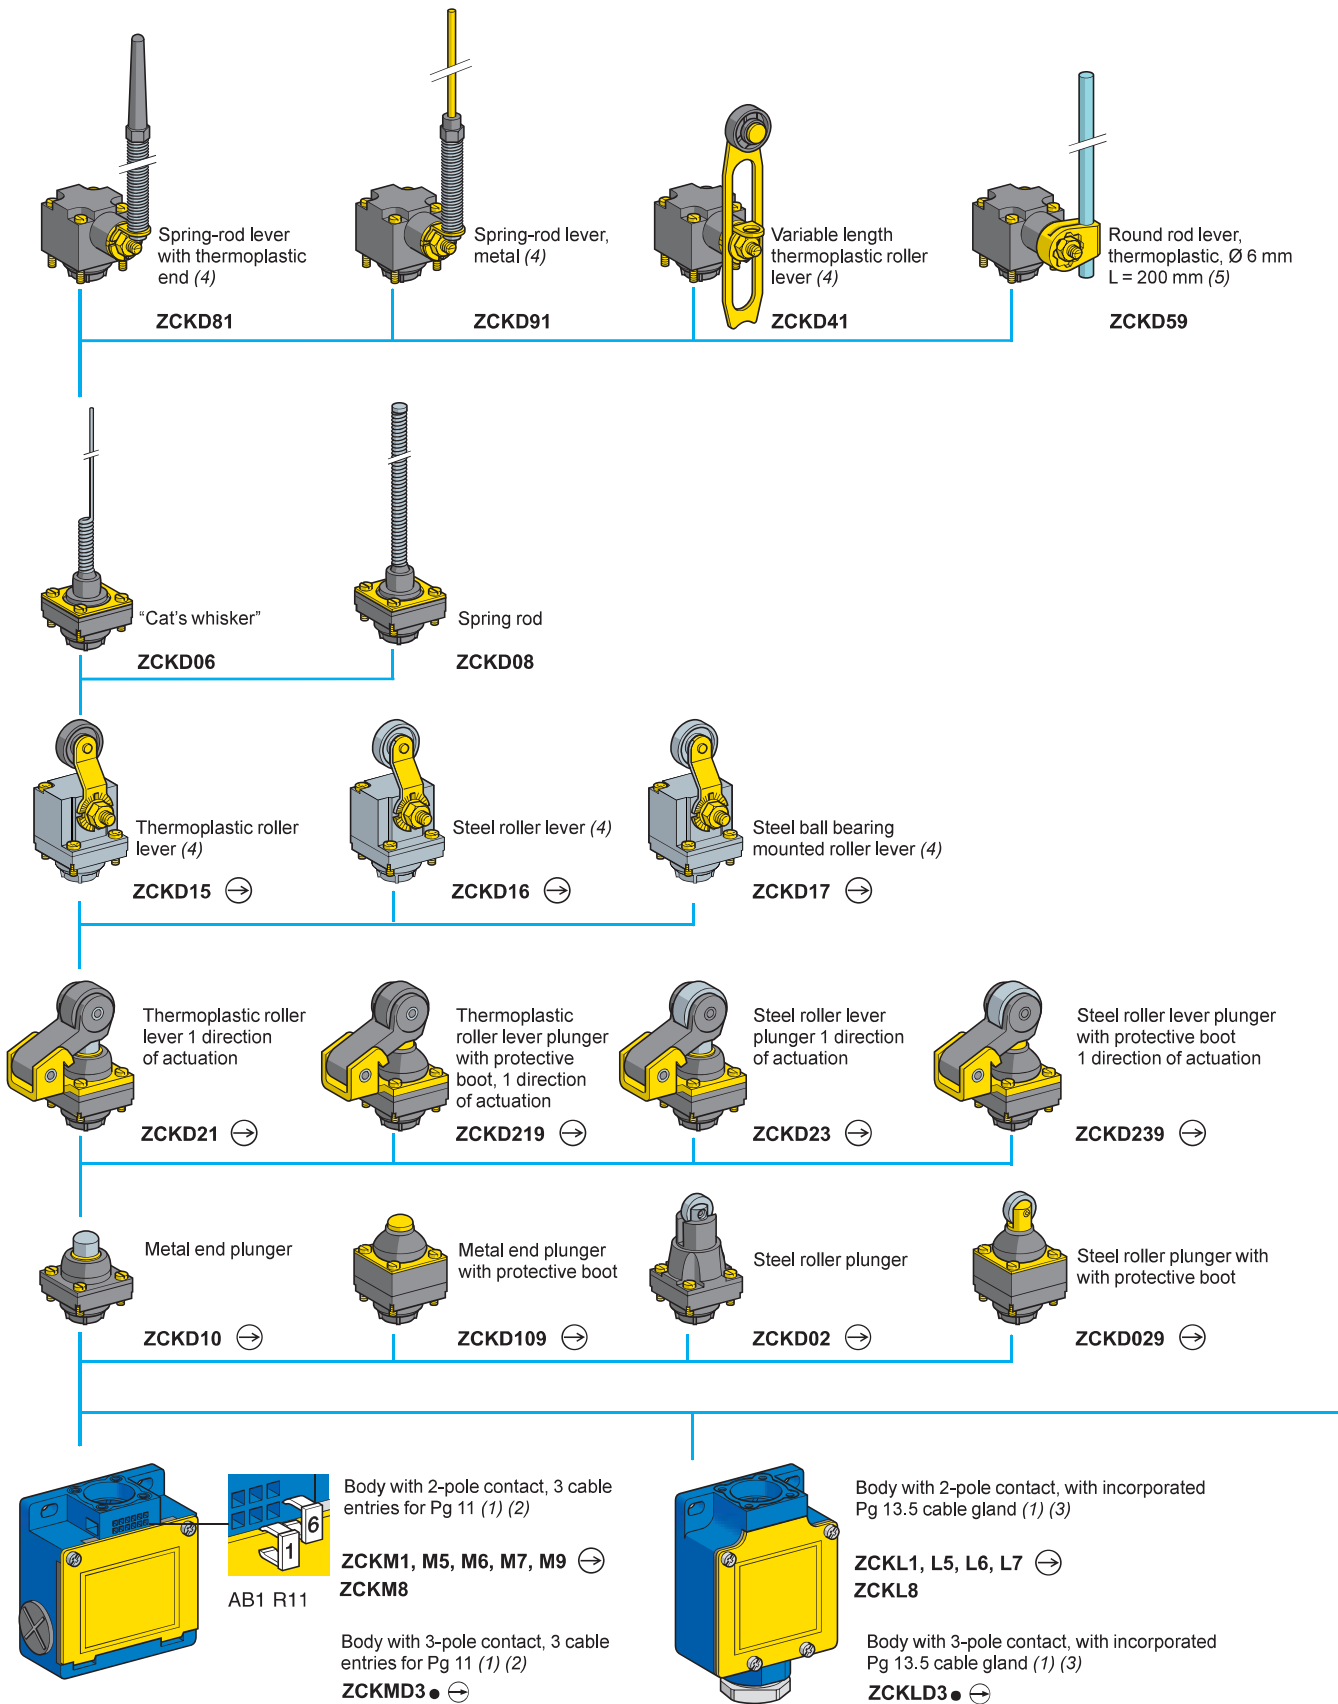 Spring-rod lever
with thermoplastic
end (4)
ZCKD81
Spring-rod lever,
metal (4)
ZCKD91
Variable length
thermoplastic roller
lever (4)
ZCKD41
Round rod lever,
thermoplastic, Ø 6 mm
L = 200 mm (5)
ZCKD59
“Cat's whisker”
ZCKD06
Spring rod
ZCKD08
Thermoplastic roller
lever (4)
ZCKD15
Steel roller lever (4)
ZCKD16
Steel ball bearing
mounted roller lever (4)
ZCKD17
Thermoplastic roller
lever 1 direction
of actuation
ZCKD21
Thermoplastic
roller lever plunger
with protective
boot, 1 direction
of actuation
ZCKD219
Steel roller lever
plunger 1 direction
of actuation
ZCKD23
Steel roller lever plunger
with protective boot
1 direction of actuation
ZCKD239
Metal end plunger
ZCKD10
Metal end plunger
with protective boot
ZCKD109
Steel roller plunger
ZCKD02
Steel roller plunger with
with protective boot
ZCKD029
6
1
AB1 R11
Body with 2-pole contact, 3 cable
entries for Pg 11 (1) (2)
ZCKM1, M5, M6, M7, M9
ZCKM8
Body with 3-pole contact, 3 cable
entries for Pg 11 (1) (2)
ZCKMD3●
Body with 2-pole contact, with incorporated
Pg 13.5 cable gland (1) (3)
ZCKL1, L5, L6, L7
ZCKL8
Body with 3-pole contact, with incorporated
Pg 13.5 cable gland (1) (3)
ZCKLD3●